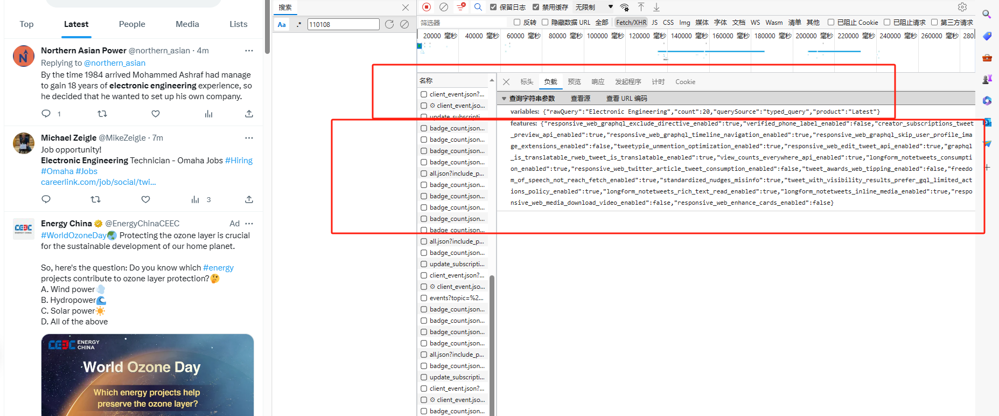 Top Latest People Media Lists
Northern Asian Power @northern_asian · 4m
Replying to @northern_asian
By the time 1984 arrived Mohammed Ashraf had manage
to gain 18 years of electronic engineering experience, so
he decided that he wanted to set up his own company.
1
Michael Zeigle @MikeZeigle · 7m
Job opportunity!
Electronic Engineering Technician - Omaha Jobs #Hiring
#Omaha #Jobs
careerlink.com/job/social/twi...
3
Energy China @EnergyChinaCEEC Ad
#WorldOzoneDay🌏 Protecting the ozone layer is crucial
for the sustainable development of our home planet.
So, here's the question: Do you know which #energy
projects contribute to ozone layer protection?🤔
A. Wind power💨
B. Hydropower🌊
C. Solar power☀️
D. All of the above
ENERGY
CHINA
World Ozone Day
Which energy projects help
preserve the ozone layer?
搜索
Aa .* 110108
保留日志 禁用缓存 无限制
筛选器 反转 隐藏数据 URL 全部 Fetch/XHR JS CSS Img 媒体 字体 文档 WS Wasm 清单 其他 已阻止 Cookie 已阻止请求 第三方请求
20000 毫秒 40000 毫秒 60000 毫秒 80000 毫秒 100000 毫秒 120000 毫秒 140000 毫秒 160000 毫秒 180000 毫秒 200000 毫秒 220000 毫秒 240000 毫秒 260000 毫秒 280
名称
client_event.json?...
client_event.jso...
update_subscripti...
badge_count.json...
badge_count.json...
badge_count.json...
badge_count.json...
all.json?include_p...
badge_count.json...
badge_count.json...
badge_count.json...
badge_count.json...
badge_count.json...
all.json?include_p...
badge_count.json...
update_subscripti...
client_event.json?...
client_event.jso...
events?topic=%2...
badge_count.json...
badge_count.json...
badge_count.json...
badge_count.json...
all.json?include_p...
badge_count.json...
update_subscripti...
client_event.json?...
client_event.jso...
badge_count.json...
标头 负载 预览 响应 发起程序 计时 Cookie
查询字符串参数 查看源 查看 URL 编码
variables: {"rawQuery":"Electronic Engineering","count":20,"querySource":"typed_query","product":"Latest"}
features: {"responsive_web_graphql_exclude_directive_enabled":true,"verified_phone_label_enabled":false,"creator_subscriptions_tweet
_preview_api_enabled":true,"responsive_web_graphql_timeline_navigation_enabled":true,"responsive_web_graphql_skip_user_profile_ima
ge_extensions_enabled":false,"tweetypie_unmention_optimization_enabled":true,"responsive_web_edit_tweet_api_enabled":true,"graphql
_is_translatable_rweb_tweet_is_translatable_enabled":true,"view_counts_everywhere_api_enabled":true,"longform_notetweets_consumpti
on_enabled":true,"responsive_web_twitter_article_tweet_consumption_enabled":false,"tweet_awards_web_tipping_enabled":false,"freed
om_of_speech_not_reach_fetch_enabled":true,"standardized_nudges_misinfo":true,"tweet_with_visibility_results_prefer_gql_limited_act
ions_policy_enabled":true,"longform_notetweets_rich_text_read_enabled":true,"longform_notetweets_inline_media_enabled":true,"respo
nsive_web_media_download_video_enabled":false,"responsive_web_enhance_cards_enabled":false}